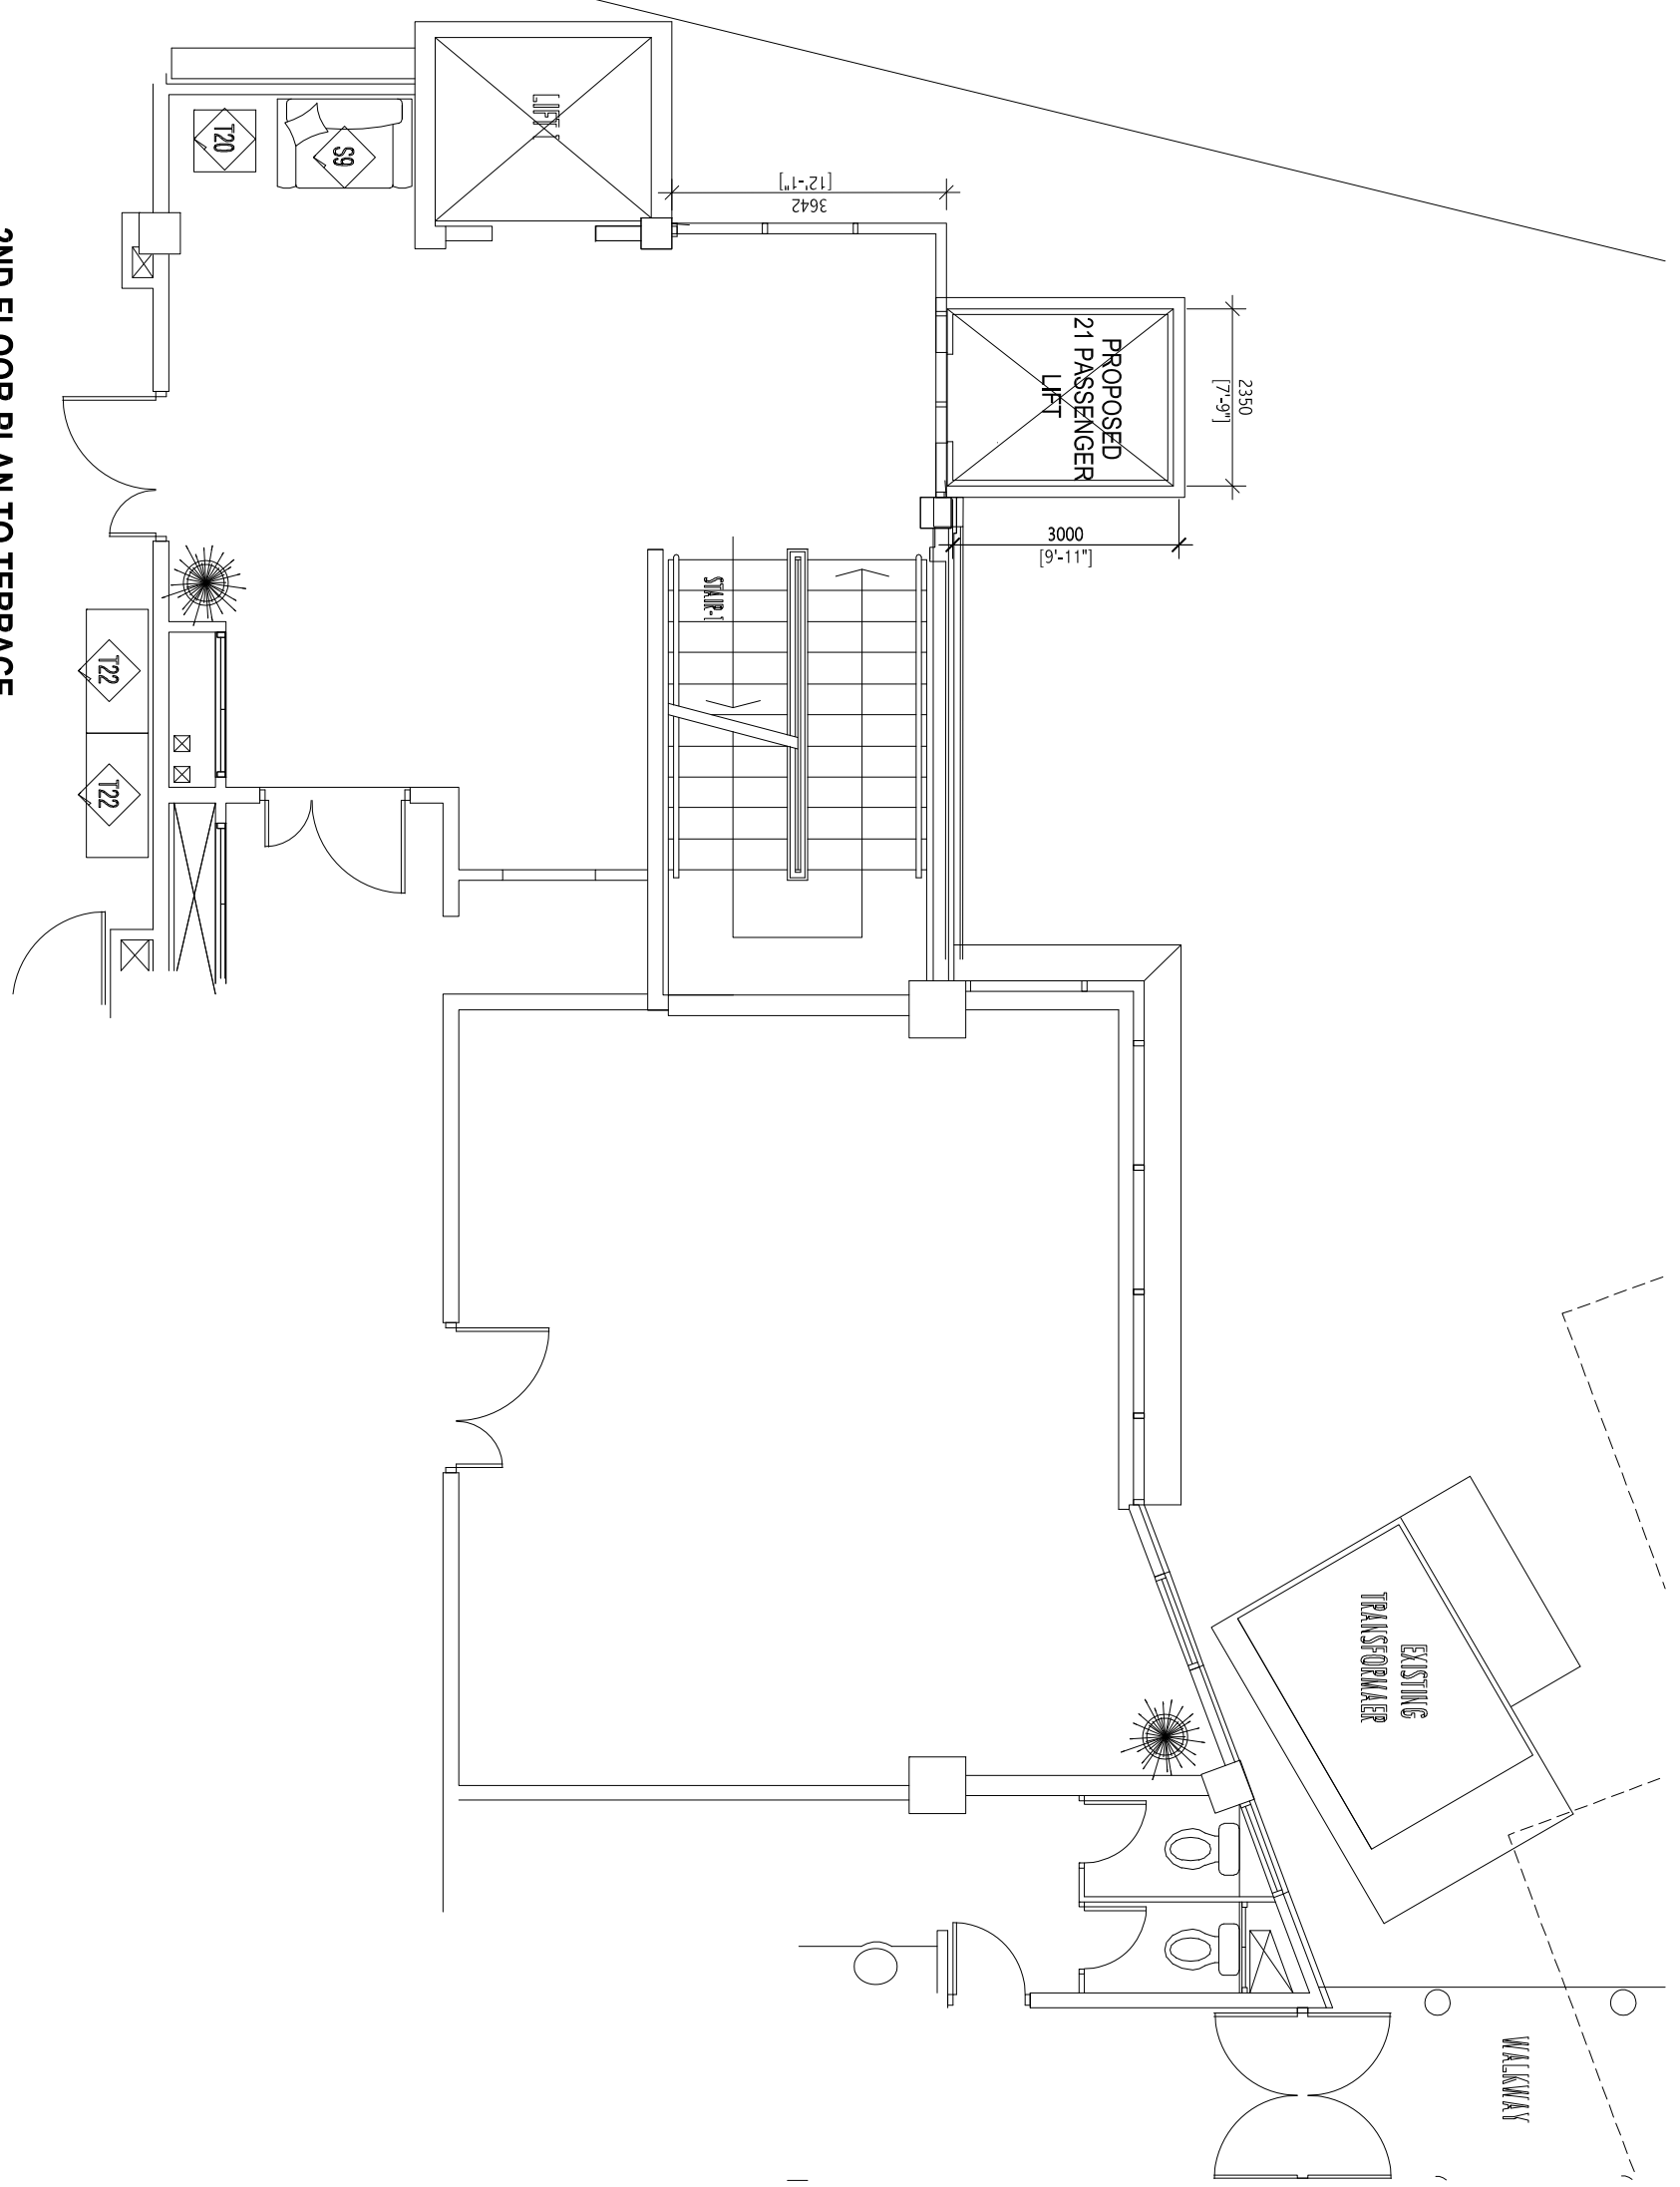 LIFT-1
T20
S9
3642
[12'-1"]
PROPOSED
21 PASSENGER
LIFT
2350
[7'-9"]
3000
[9'-11"]
STAIR-1
T22
T22
EXISTING
TRANSFORMAER
WALKWAY
2ND FLOOR PLAN TO TERRACE